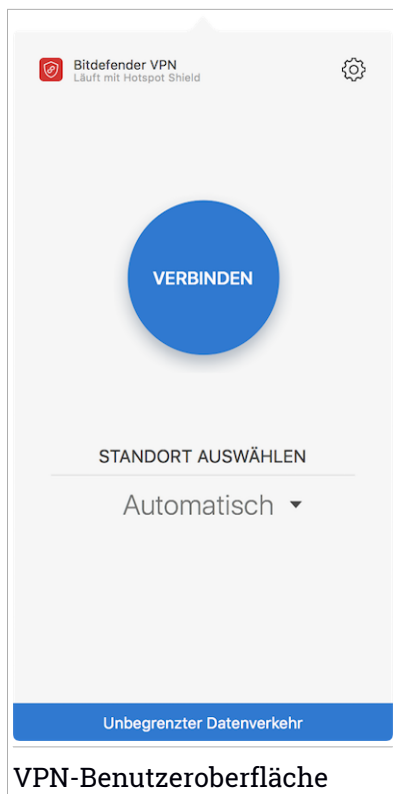 Bitdefender VPN
Läuft mit Hotspot Shield
VERBINDEN
STANDORT AUSWÄHLEN
Automatisch
Unbegrenzter Datenverkehr
VPN-Benutzeroberfläche